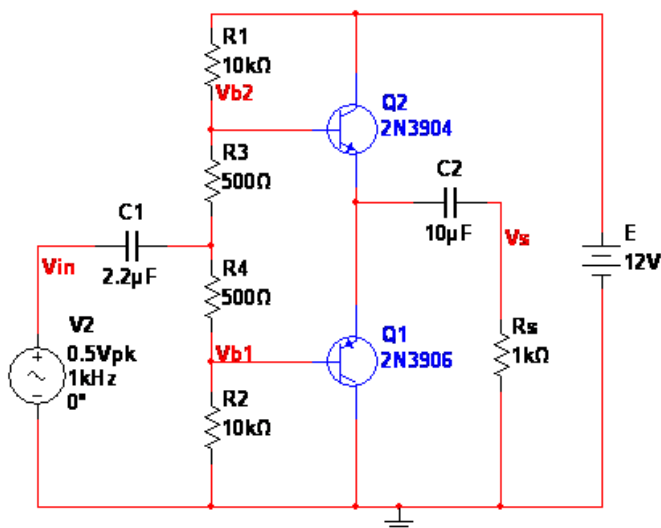 R1
10kΩ
Vb2
Q2
2N3904
R3
500Ω
C2
10µF
Vs
C1
2.2µF
Vin
E
12V
R4
500Ω
V2
0.5Vpk
1kHz
0°
Vb1
Q1
2N3906
Rs
1kΩ
R2
10kΩ